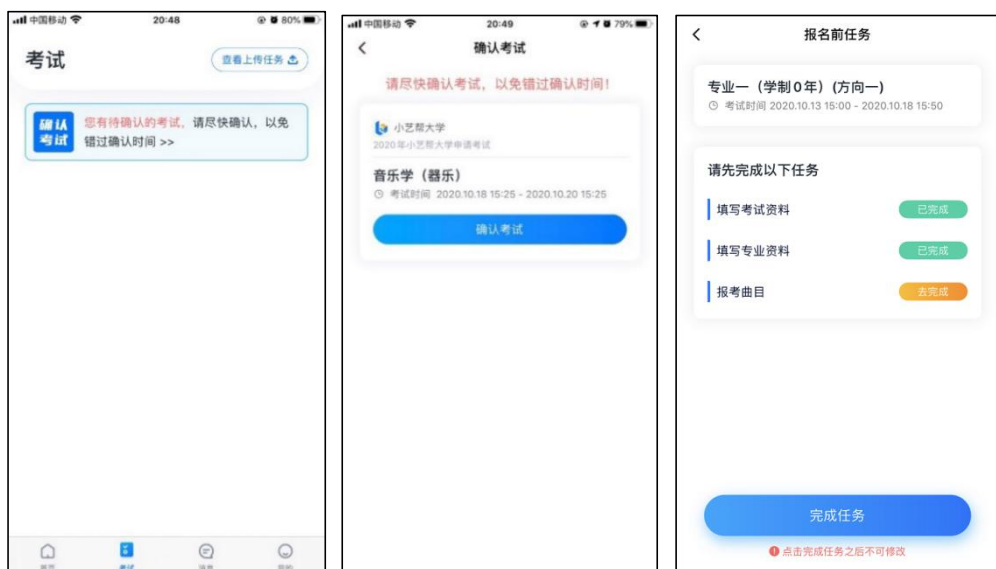 中国移动 20:48 80%
考试
查看上传任务
确认
考试
您有待确认的考试，请尽快确认，以免
错过确认时间 >>
首页 考试 消息 我的
中国移动 20:49 79%
确认考试
请尽快确认考试，以免错过确认时间！
小艺帮大学
2020年小艺帮大学申请考试
音乐学（器乐）
考试时间 2020.10.18 15:25 - 2020.10.20 15:25
确认考试
报名前任务
专业一（学制0年）(方向一)
考试时间 2020.10.13 15:00 - 2020.10.18 15:50
请先完成以下任务
填写考试资料 已完成
填写专业资料 已完成
报考曲目 去完成
完成任务
点击完成任务之后不可修改